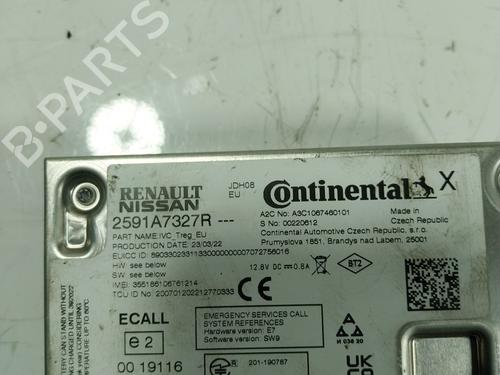 B-PARTS
RENAULT
NISSAN
JDH08
EU
Continental
X
2591A7327R ---
PART NAME:IVC_Treg_EU
PRODUCTION DATE: 23/03/22
EUICC ID: 89033023311330000000007072756016
HW see below
SW: see below
IMEI: 355186106761214
TCU ID No.: 200701202212770333
A2C No.: A3C1067460101
S No.: 00220612
Made in
Czech Republic
Continental Automotive Czech Republic, s.r.o.
Prumyslova 1851, Brandys nad Labem, 25001
12.8V DC = 0.8A
BT2
CE
ECALL
e2
00 19116
EMERGENCY SERVICES CALL
SYSTEM REFERENCES
Hardware version: E7
Software version: SW9
201-190787
UK